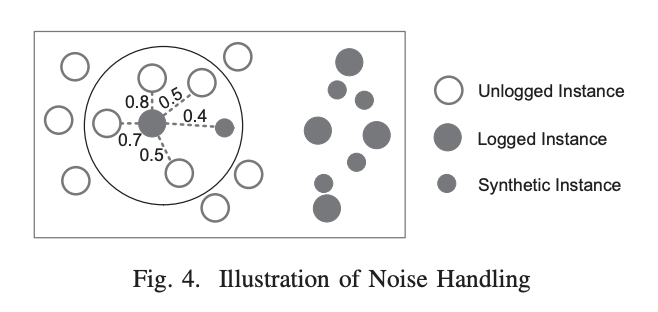 0.8
0.5
0.4
0.7
0.5
Unlogged Instance
Logged Instance
Synthetic Instance
Fig. 4. Illustration of Noise Handling